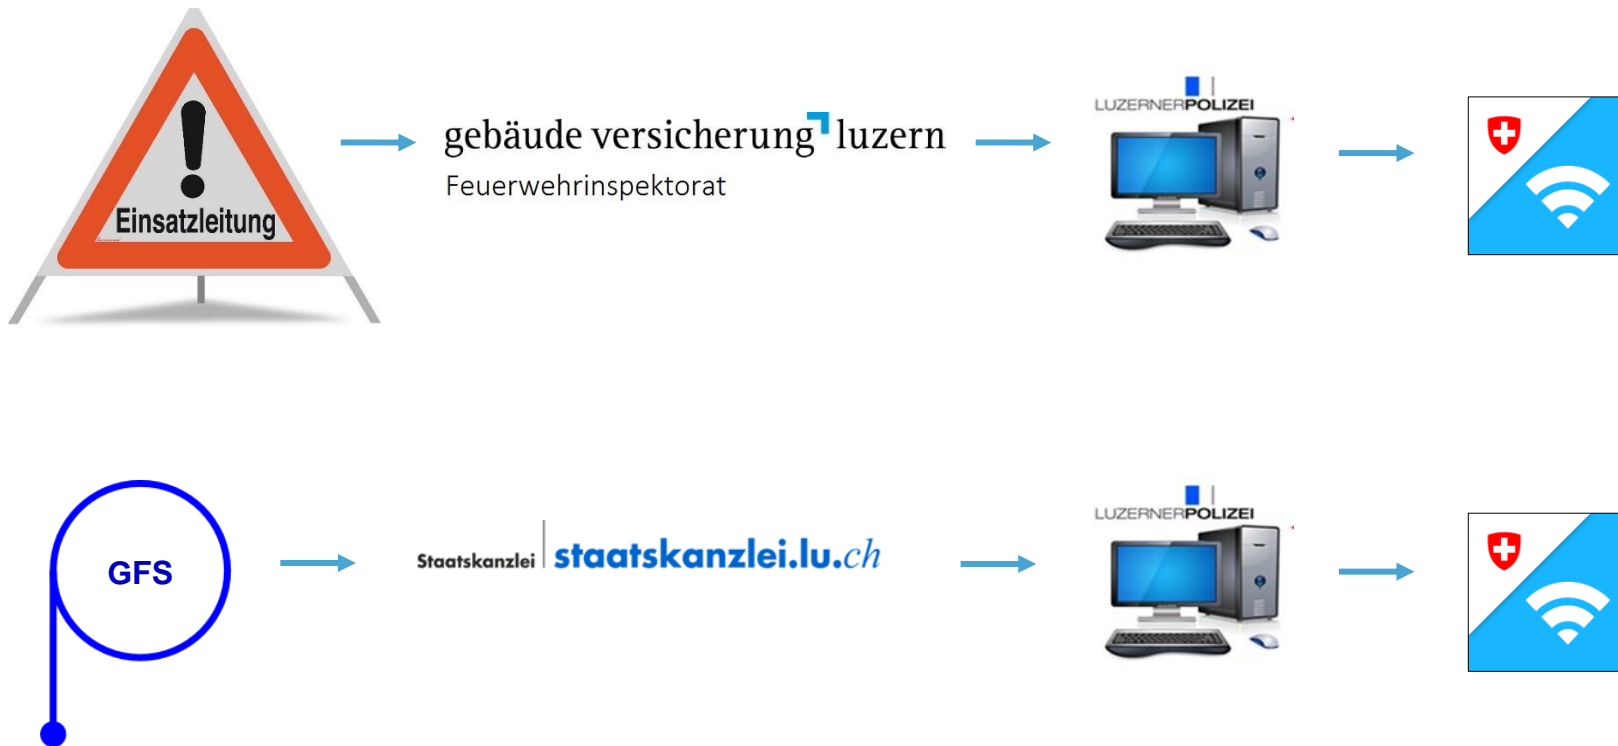 Einsatzleitung
gebäude versicherung luzern
Feuerwehrinspektorat
LUZERNERPOLIZEI
GFS
Staatskanzlei staatskanzlei.lu.ch
LUZERNERPOLIZEI